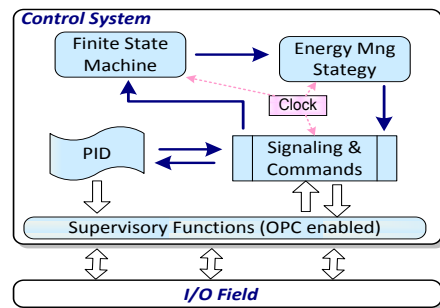 Control System
Finite State
Machine
Energy Mng
Stategy
Clock
PID
Signaling &
Commands
Supervisory Functions (OPC enabled)
I/O Field